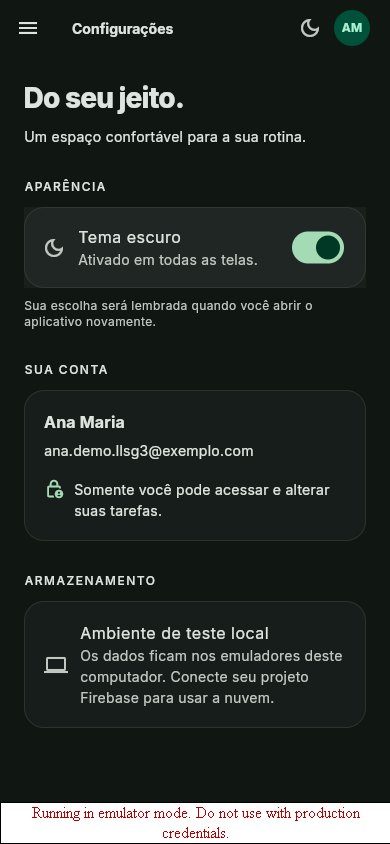 Configurações
AM
Do seu jeito.
Um espaço confortável para a sua rotina.
APARÊNCIA
Tema escuro
Ativado em todas as telas.
Sua escolha será lembrada quando você abrir o
aplicativo novamente.
SUA CONTA
Ana Maria
ana.demo.llsg3@exemplo.com
Somente você pode acessar e alterar
suas tarefas.
ARMAZENAMENTO
Ambiente de teste local
Os dados ficam nos emuladores deste
computador. Conecte seu projeto
Firebase para usar a nuvem.
Running in emulator mode. Do not use with production
credentials.